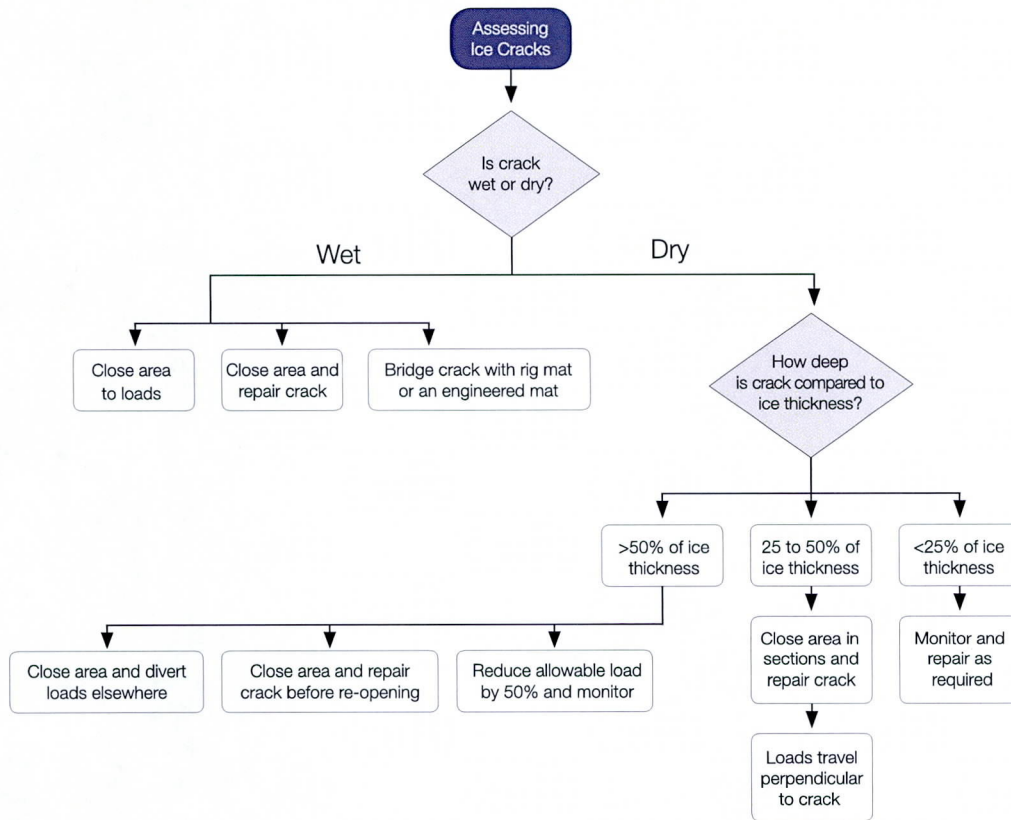 Assessing
Ice Cracks
Is crack
wet or dry?
Wet
Dry
Close area
to loads
Close area and
repair crack
Bridge crack with rig mat
or an engineered mat
How deep
is crack compared to
ice thickness?
>50% of ice
thickness
25 to 50% of
ice thickness
<25% of ice
thickness
Close area and divert
loads elsewhere
Close area and repair
crack before re-opening
Reduce allowable load
by 50% and monitor
Close area in
sections and
repair crack
Monitor and
repair as
required
Loads travel
perpendicular
to crack